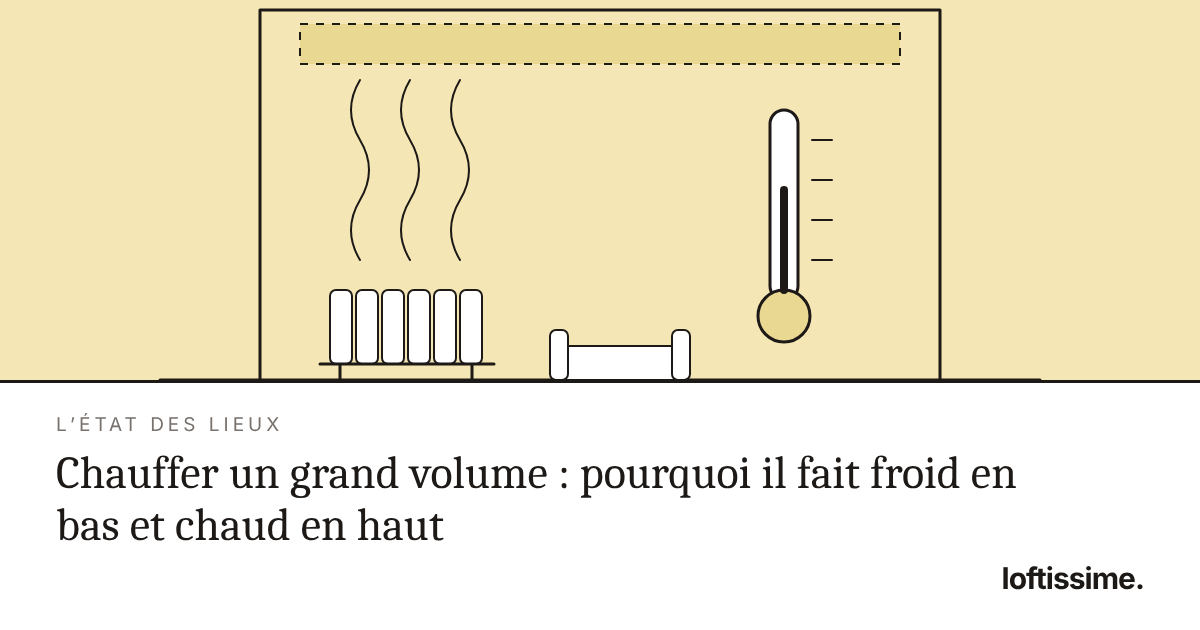 L’ÉTAT DES LIEUX
Chauffer un grand volume : pourquoi il fait froid en
bas et chaud en haut
loftissime.